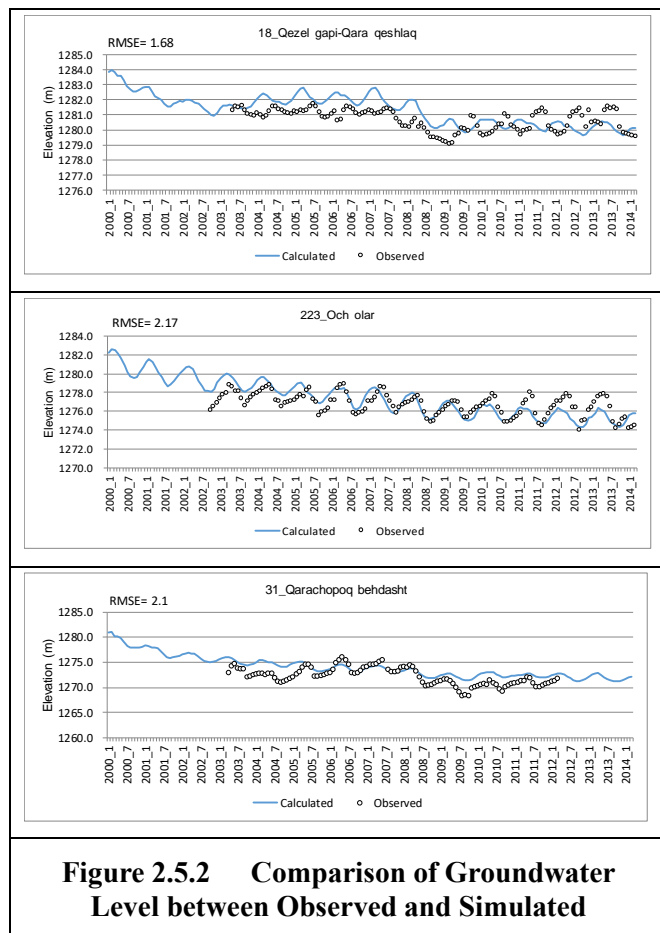 18_Qezel gapi-Qara qeshlaq
RMSE= 1.68
Elevation (m)
1285.0
1284.0
1283.0
1282.0
1281.0
1280.0
1279.0
1278.0
1277.0
1276.0
2000_1 2000_7 2001_1 2001_7 2002_1 2002_7 2003_1 2003_7 2004_1 2004_7 2005_1 2005_7 2006_1 2006_7 2007_1 2007_7 2008_1 2008_7 2009_1 2009_7 2010_1 2010_7 2011_1 2011_7 2012_1 2012_7 2013_1 2013_7 2014_1
Calculated Observed
223_Och olar
RMSE= 2.17
Elevation (m)
1284.0
1282.0
1280.0
1278.0
1276.0
1274.0
1272.0
1270.0
2000_1 2000_7 2001_1 2001_7 2002_1 2002_7 2003_1 2003_7 2004_1 2004_7 2005_1 2005_7 2006_1 2006_7 2007_1 2007_7 2008_1 2008_7 2009_1 2009_7 2010_1 2010_7 2011_1 2011_7 2012_1 2012_7 2013_1 2013_7 2014_1
Calculated Observed
31_Qarachopoq behdasht
RMSE= 2.1
Elevation (m)
1285.0
1280.0
1275.0
1270.0
1265.0
1260.0
2000_1 2000_7 2001_1 2001_7 2002_1 2002_7 2003_1 2003_7 2004_1 2004_7 2005_1 2005_7 2006_1 2006_7 2007_1 2007_7 2008_1 2008_7 2009_1 2009_7 2010_1 2010_7 2011_1 2011_7 2012_1 2012_7 2013_1 2013_7 2014_1
Calculated Observed
Figure 2.5.2 Comparison of Groundwater
Level between Observed and Simulated